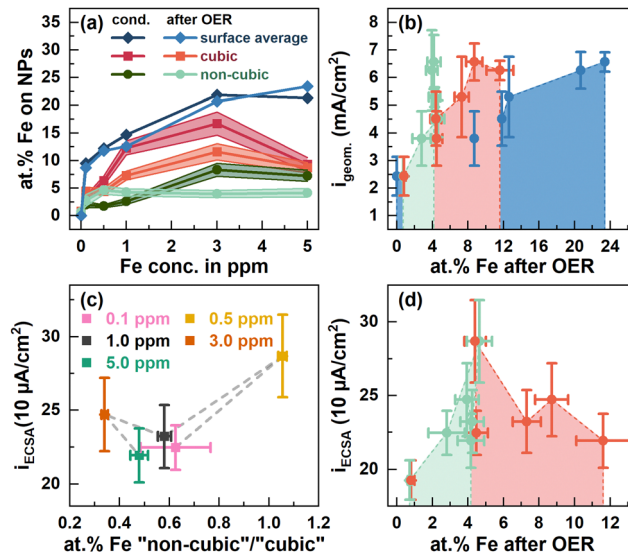 (a) cond. after OER
surface average
cubic
non-cubic
35
30
25
20
15
10
5
0
0 1 2 3 4 5
at.% Fe on NPs
Fe conc. in ppm
(b)
8
7
6
5
4
3
2
1
0 4 8 12 16 20 24
i geom. (mA/cm²)
at.% Fe after OER
(c)
0.1 ppm 0.5 ppm
1.0 ppm 3.0 ppm
5.0 ppm
30
25
20
0.2 0.4 0.6 0.8 1.0 1.2
i ECSA (10 µA/cm²)
at.% Fe "non-cubic"/"cubic"
(d)
30
25
20
0 2 4 6 8 10 12
i ECSA (10 µA/cm²)
at.% Fe after OER